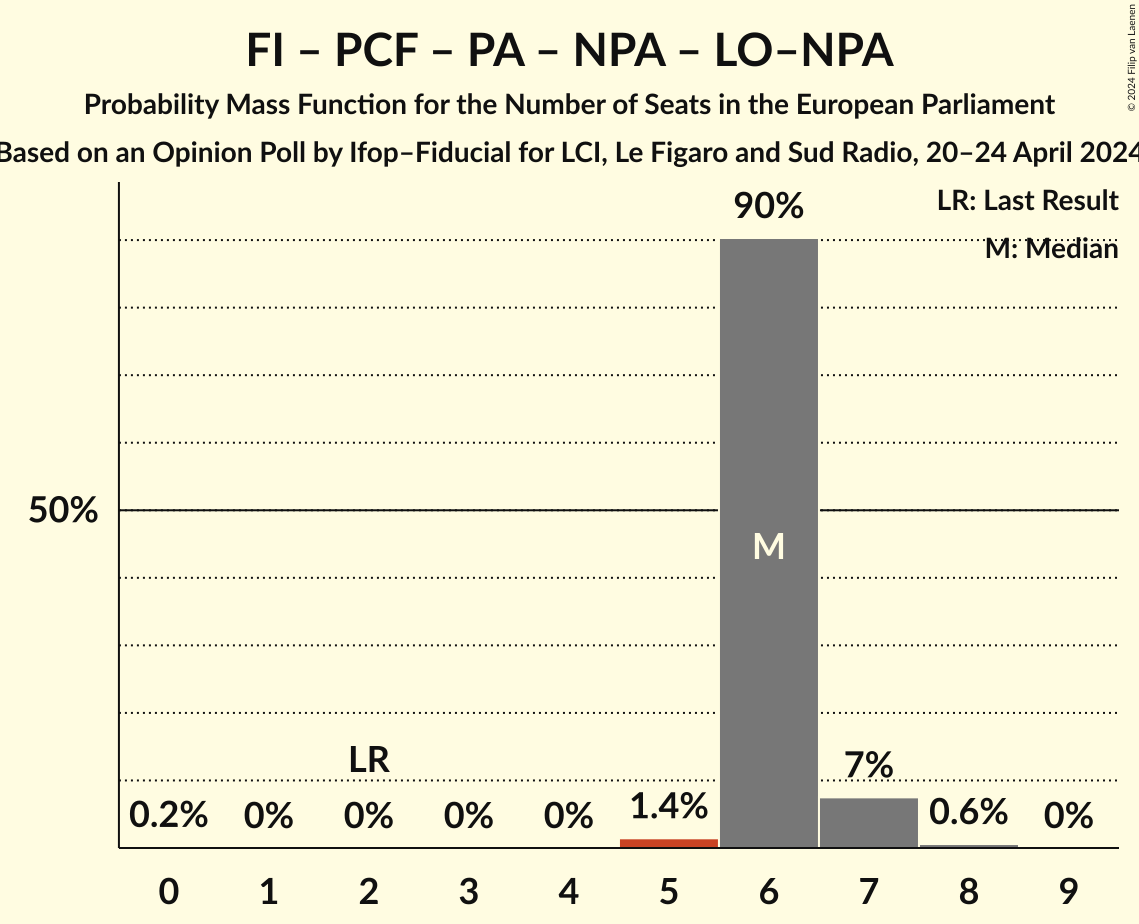 FI – PCF – PA – NPA – LO–NPA
Probability Mass Function for the Number of Seats in the European Parliament
Based on an Opinion Poll by Ifop–Fiducial for LCI, Le Figaro and Sud Radio, 20–24 April 2024
© 2024 Filip van Laenen
LR: Last Result
M: Median
90%
50%
M
LR
7%
0.2% 0% 0% 0% 0% 1.4% 0.6% 0%
0 1 2 3 4 5 6 7 8 9